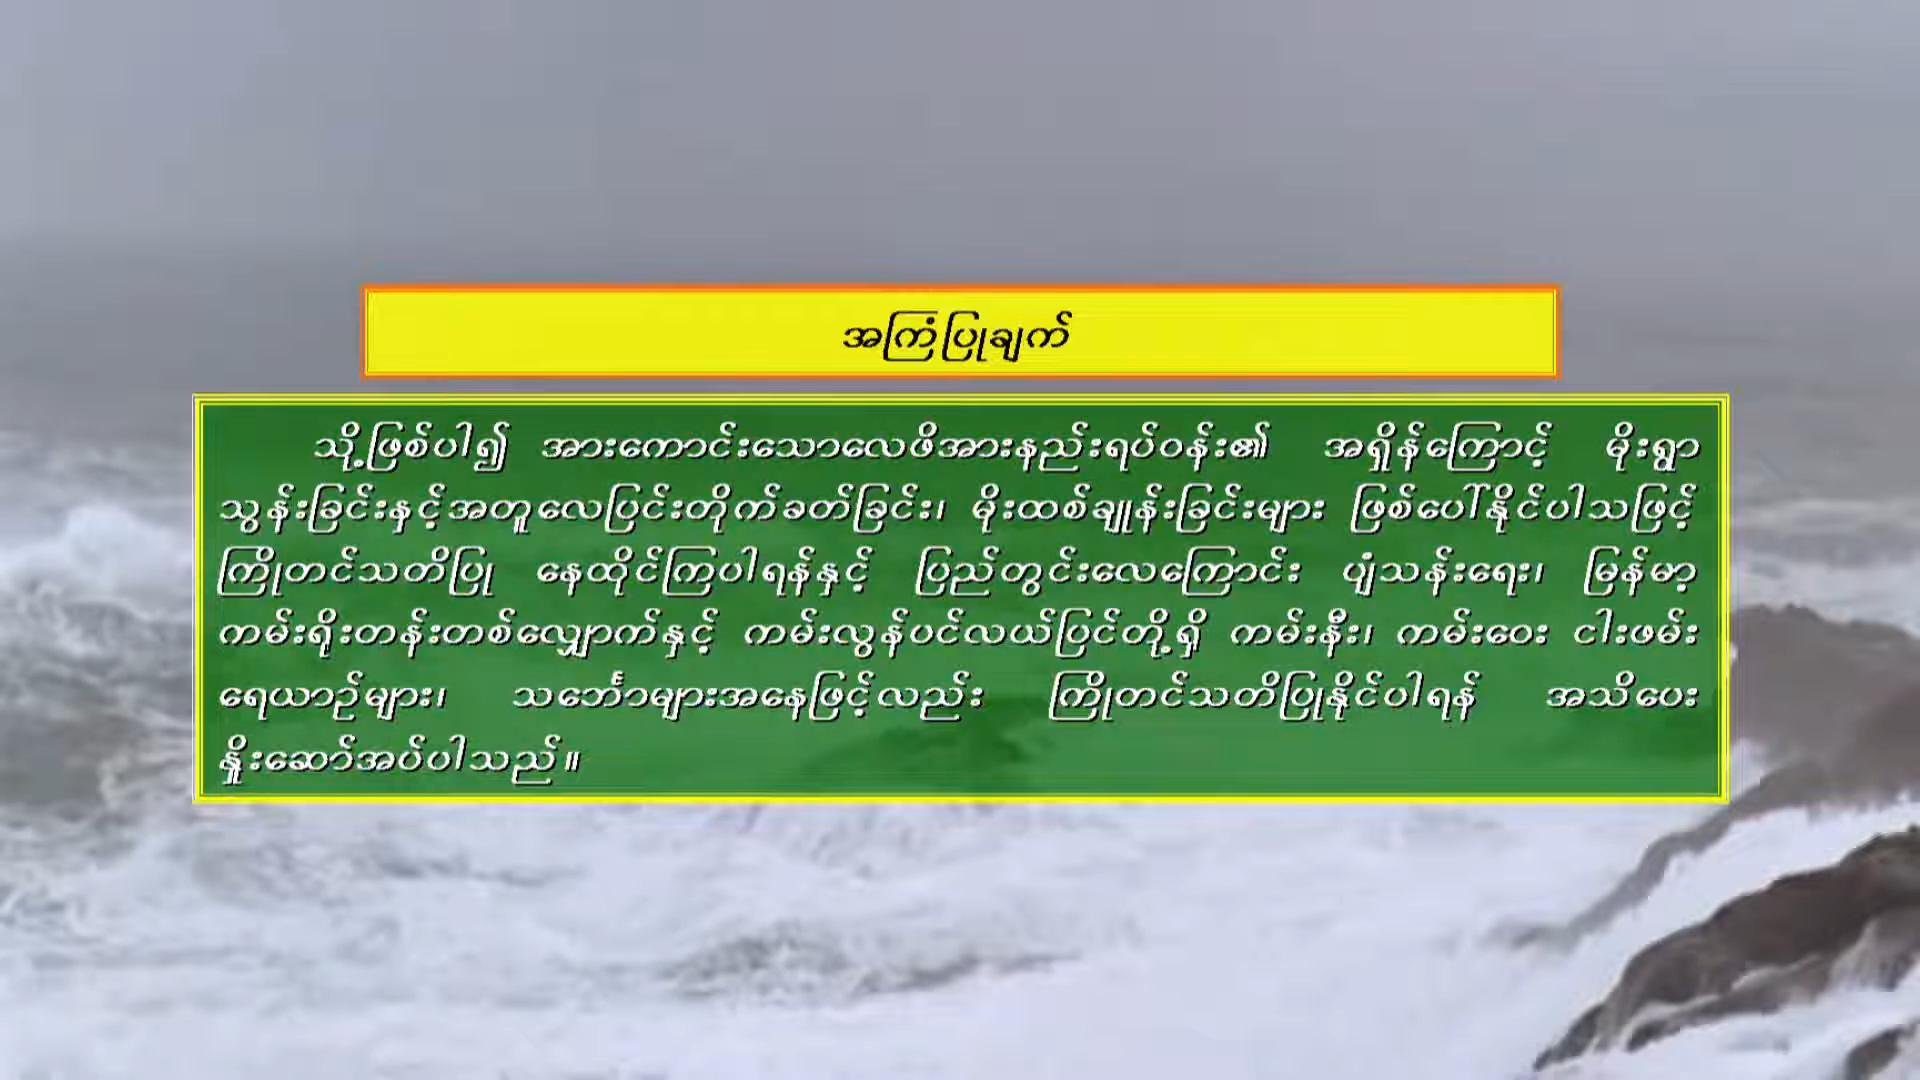 အကြံပြုချက်
သို့ဖြစ်ပါ၍ အားကောင်းသောလေဖိအားနည်းရပ်ဝန်း၏ အရှိန်ကြောင့် မိုးရွာ
သွန်းခြင်းနှင့်အတူလေပြင်းတိုက်ခတ်ခြင်း၊ မိုးထစ်ချုန်းခြင်းများ ဖြစ်ပေါ်နိုင်ပါသဖြင့်
ကြိုတင်သတိပြု နေထိုင်ကြပါရန်နှင့် ပြည်တွင်းလေကြောင်း ပျံသန်းရေး၊ မြန်မာ့
ကမ်းရိုးတန်းတစ်လျှောက်နှင့် ကမ်းလွန်ပင်လယ်ပြင်တို့ရှိ ကမ်းနီး၊ ကမ်းဝေး ငါးဖမ်း
ရေယာဉ်များ၊ သင်္ဘောများအနေဖြင့်လည်း ကြိုတင်သတိပြုနိုင်ပါရန် အသိပေး
နှိုးဆော်အပ်ပါသည်။